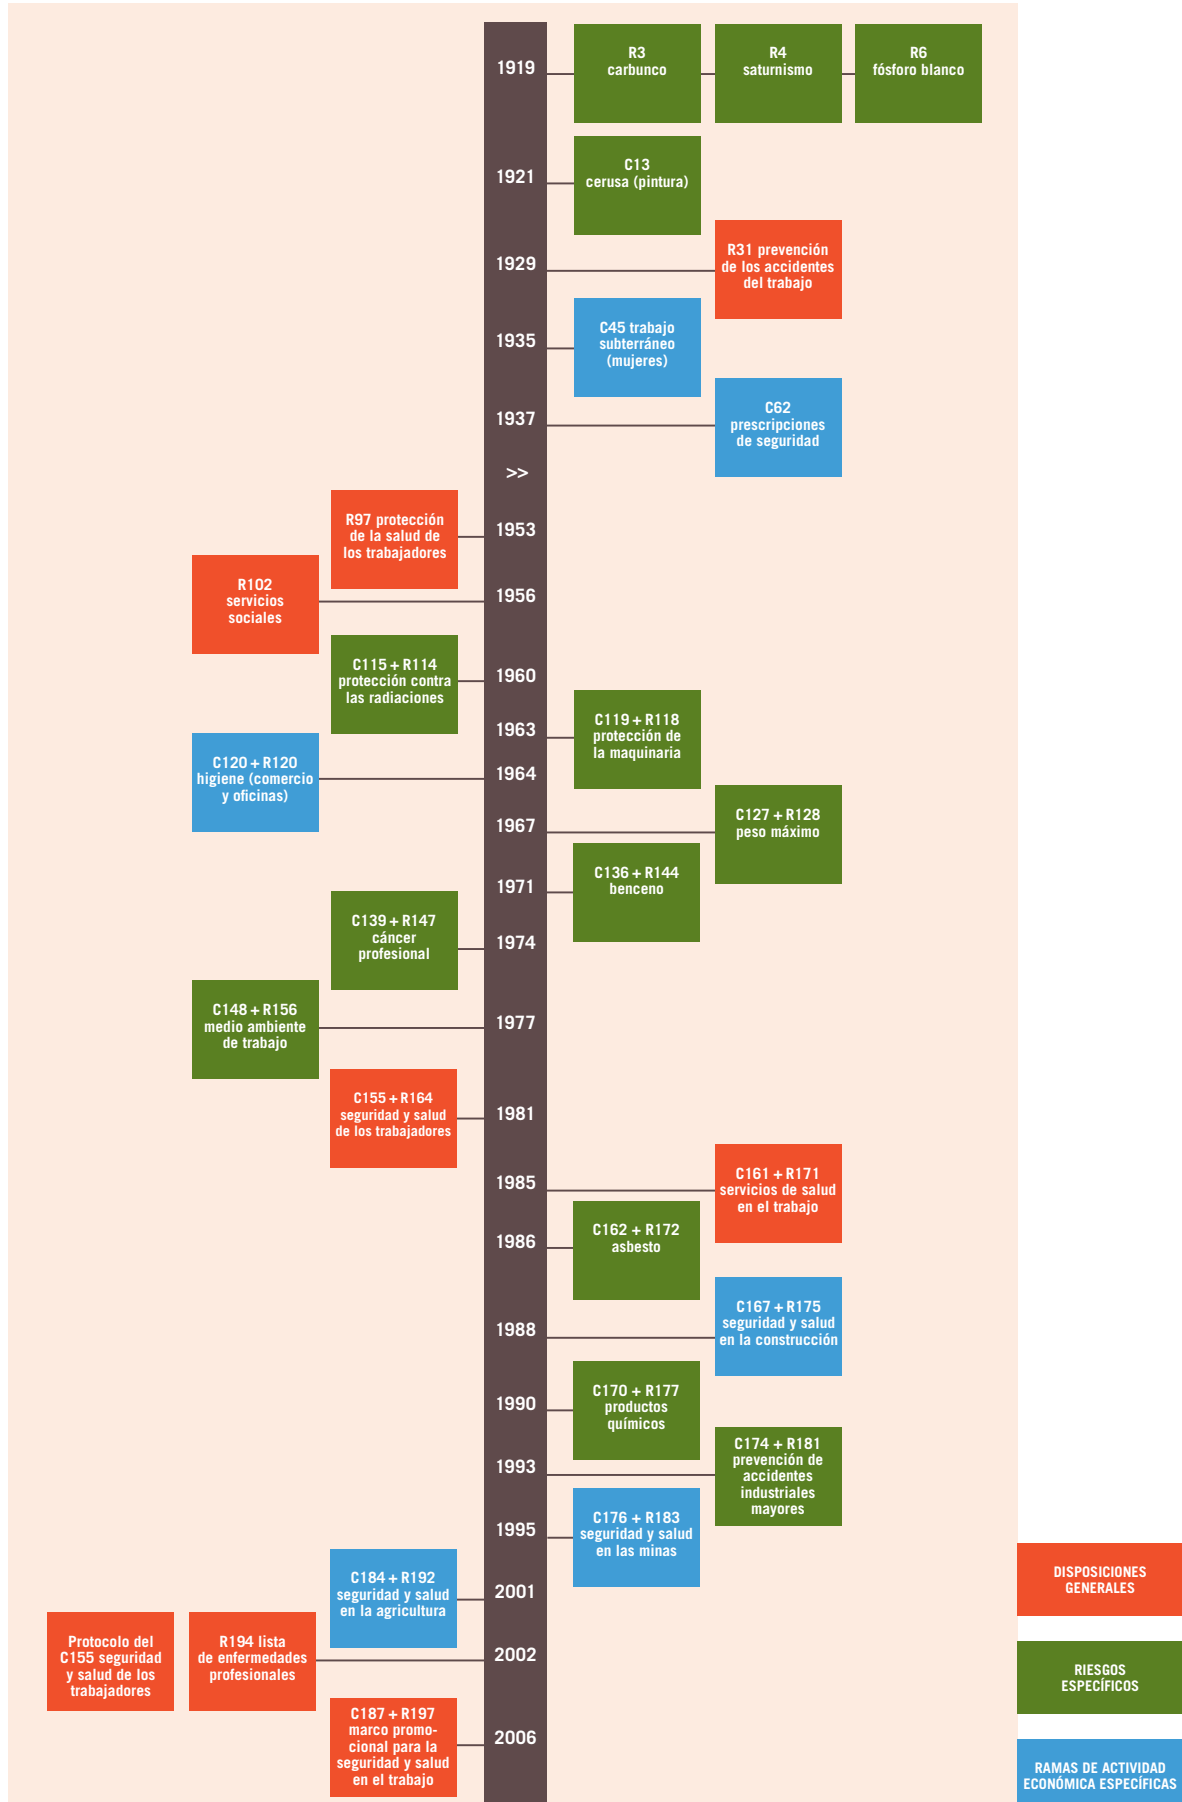 1919
R3
carbunco
R4
saturnismo
R6
fósforo blanco
1921
C13
cerusa (pintura)
1929
R31 prevención
de los accidentes
del trabajo
1935
C45 trabajo
subterráneo
(mujeres)
1937
C62
prescripciones
de seguridad
>>
1953
R97 protección
de la salud de
los trabajadores
1956
R102
servicios
sociales
1960
C115 + R114
protección contra
las radiaciones
1963
C119 + R118
protección de
la maquinaria
1964
C120 + R120
higiene (comercio
y oficinas)
1967
C127 + R128
peso máximo
1971
C136 + R144
benceno
1974
C139 + R147
cáncer
profesional
1977
C148 + R156
medio ambiente
de trabajo
1981
C155 + R164
seguridad y salud
de los trabajadores
1985
C161 + R171
servicios de salud
en el trabajo
1986
C162 + R172
asbesto
1988
C167 + R175
seguridad y salud
en la construcción
1990
C170 + R177
productos
químicos
1993
C174 + R181
prevención de
accidentes
industriales
mayores
1995
C176 + R183
seguridad y salud
en las minas
2001
C184 + R192
seguridad y salud
en la agricultura
2002
Protocolo del
C155 seguridad
y salud de los
trabajadores
R194 lista
de enfermedades
profesionales
2006
C187 + R197
marco promo-
cional para la
seguridad y salud
en el trabajo
DISPOSICIONES
GENERALES
RIESGOS
ESPECÍFICOS
RAMAS DE ACTIVIDAD
ECONÓMICA ESPECÍFICAS